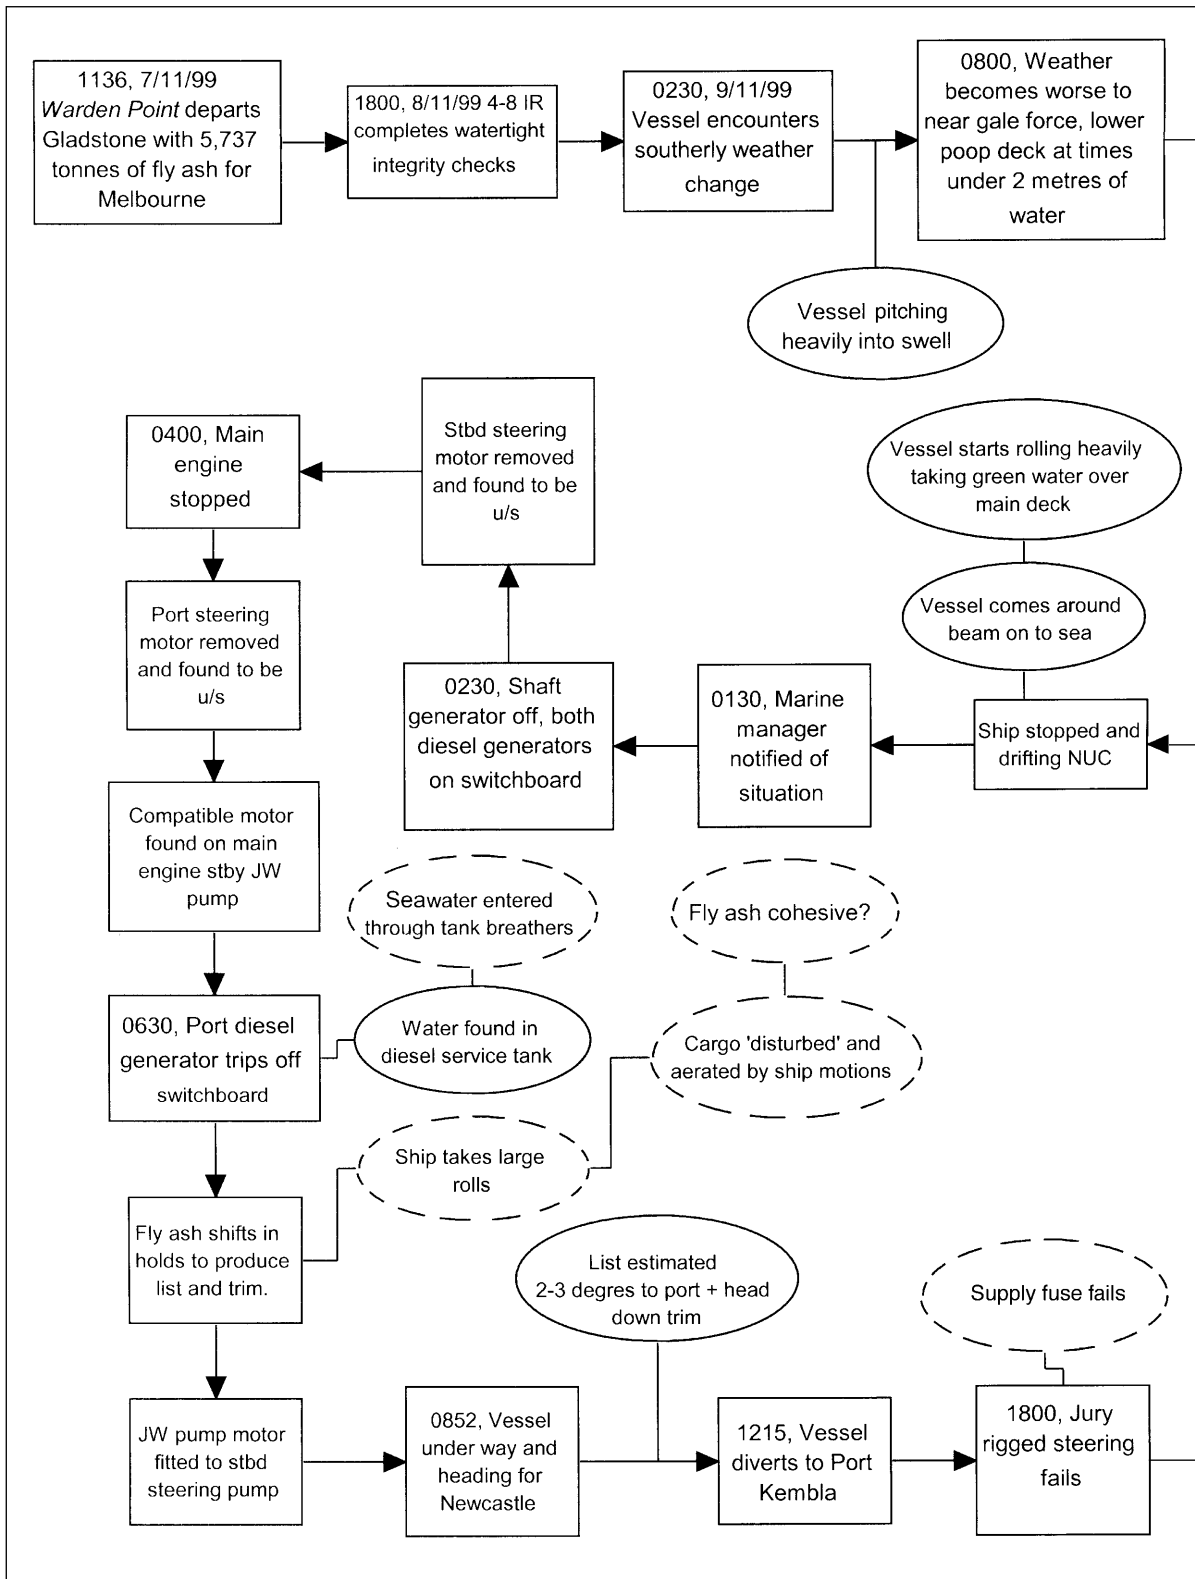 1136, 7/11/99
Warden Point departs
Gladstone with 5,737
tonnes of fly ash for
Melbourne
1800, 8/11/99 4-8 IR
completes watertight
integrity checks
0230, 9/11/99
Vessel encounters
southerly weather
change
0800, Weather
becomes worse to
near gale force, lower
poop deck at times
under 2 metres of
water
Vessel pitching
heavily into swell
Vessel starts rolling heavily
taking green water over
main deck
Vessel comes around
beam on to sea
Ship stopped and
drifting NUC
0130, Marine
manager
notified of
situation
0230, Shaft
generator off, both
diesel generators
on switchboard
Stbd steering
motor removed
and found to be
u/s
0400, Main
engine
stopped
Port steering
motor removed
and found to be
u/s
Compatible motor
found on main
engine stby JW
pump
0630, Port diesel
generator trips off
switchboard
Seawater entered
through tank breathers
Water found in
diesel service tank
Fly ash cohesive?
Cargo 'disturbed' and
aerated by ship motions
Ship takes large
rolls
Fly ash shifts in
holds to produce
list and trim.
JW pump motor
fitted to stbd
steering pump
0852, Vessel
under way and
heading for
Newcastle
List estimated
2-3 degres to port + head
down trim
1215, Vessel
diverts to Port
Kembla
Supply fuse fails
1800, Jury
rigged steering
fails